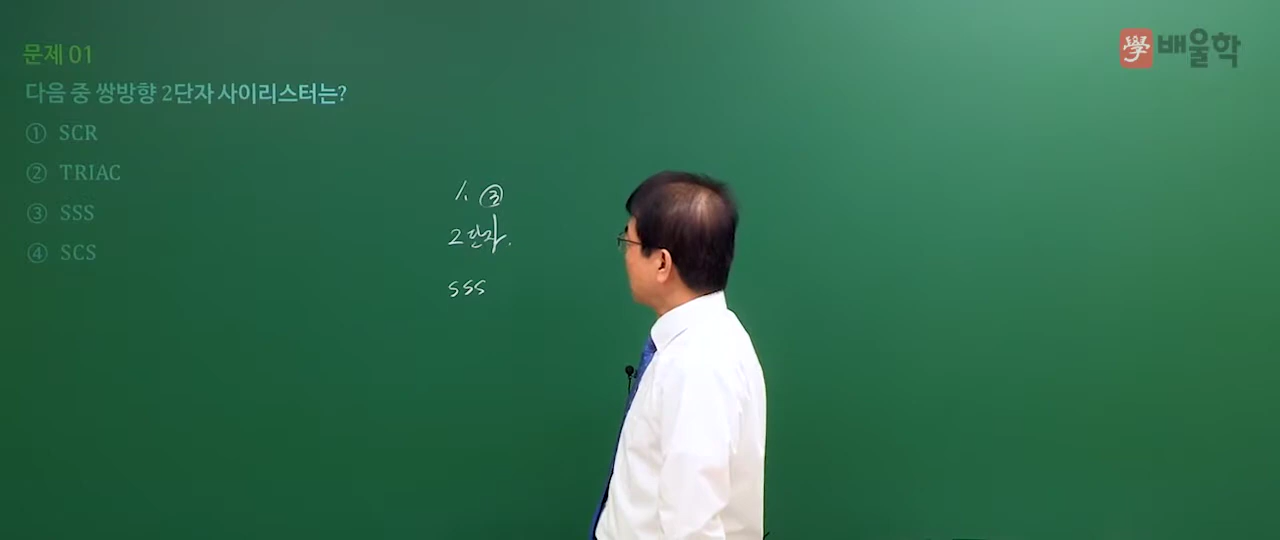 문제 01
學 배울학
다음 중 쌍방향 2단자 사이리스터는?
① SCR
② TRIAC
③ SSS
④ SCS
1. ③
2단자.
SSS